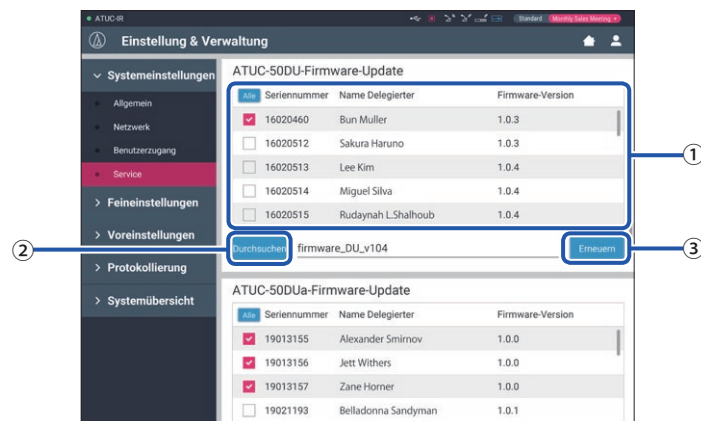 ATUC-IR
Standard Monthly Sales Meeting
Einstellung & Verwaltung
Systemeinstellungen
Allgemein
Netzwerk
Benutzerzugang
Service
Feineinstellungen
Voreinstellungen
Protokollierung
Systemübersicht
ATUC-50DU-Firmware-Update
Alle Seriennummer Name Delegierter Firmware-Version
16020460 Bun Muller 1.0.3
16020512 Sakura Haruno 1.0.3
16020513 Lee Kim 1.0.4
16020514 Miguel Silva 1.0.4
16020515 Rudaynah L.Shalhoub 1.0.4
①
② Durchsuchen firmware_DU_v104 Erneuern ③
ATUC-50DUa-Firmware-Update
Alle Seriennummer Name Delegierter Firmware-Version
19013155 Alexander Smirnov 1.0.0
19013156 Jett Withers 1.0.0
19013157 Zane Horner 1.0.0
19021193 Belladonna Sandyman 1.0.1